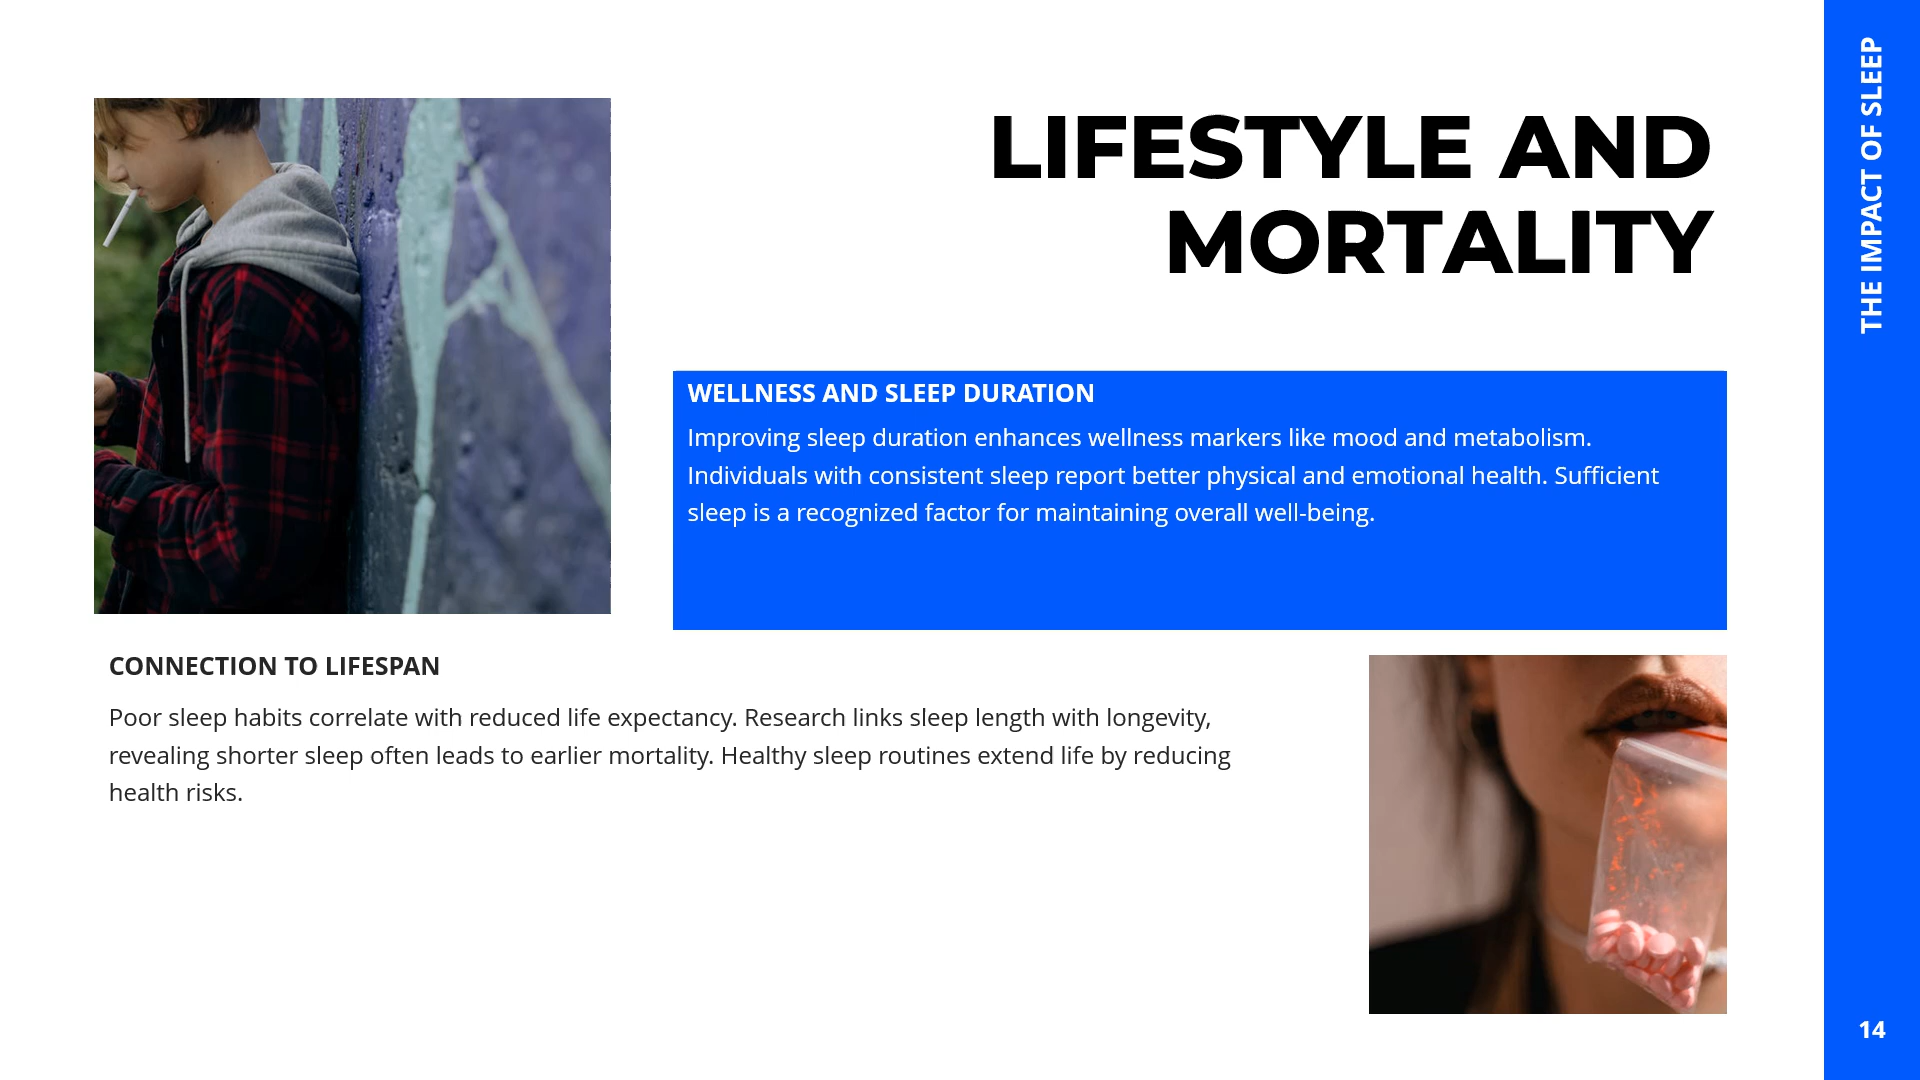 LIFESTYLE AND
MORTALITY
WELLNESS AND SLEEP DURATION
Improving sleep duration enhances wellness markers like mood and metabolism.
Individuals with consistent sleep report better physical and emotional health. Sufficient
sleep is a recognized factor for maintaining overall well-being.
CONNECTION TO LIFESPAN
Poor sleep habits correlate with reduced life expectancy. Research links sleep length with longevity,
revealing shorter sleep often leads to earlier mortality. Healthy sleep routines extend life by reducing
health risks.
THE IMPACT OF SLEEP
14